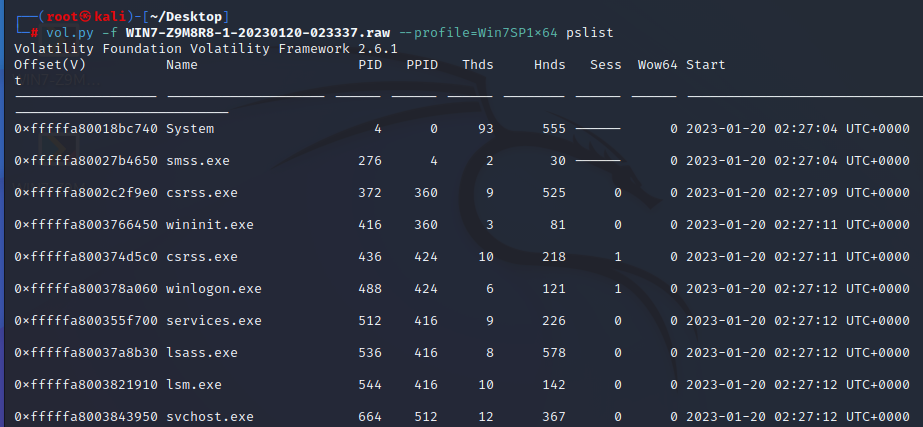 ┌──(root㉿kali)-[~/Desktop]
└─# vol.py -f WIN7-Z9M8R8-1-20230120-023337.raw --profile=Win7SP1×64 pslist
Volatility Foundation Volatility Framework 2.6.1
Offset(V)          Name                    PID   PPID   Thds     Hnds   Sess  Wow64 Start
t
------------------ -------------------- ------ ------ ------ -------- ------ ------ ------------------------------
------------------------------
0×fffffa80018bc740 System                    4      0     93      555 ------      0 2023-01-20 02:27:04 UTC+0000
0×fffffa80027b4650 smss.exe                276      4      2       30 ------      0 2023-01-20 02:27:04 UTC+0000
0×fffffa8002c2f9e0 csrss.exe               372    360      9      525      0      0 2023-01-20 02:27:09 UTC+0000
0×fffffa8003766450 wininit.exe             416    360      3       81      0      0 2023-01-20 02:27:11 UTC+0000
0×fffffa800374d5c0 csrss.exe               436    424     10      218      1      0 2023-01-20 02:27:11 UTC+0000
0×fffffa800378a060 winlogon.exe            488    424      6      121      1      0 2023-01-20 02:27:12 UTC+0000
0×fffffa800355f700 services.exe            512    416      9      226      0      0 2023-01-20 02:27:12 UTC+0000
0×fffffa80037a8b30 lsass.exe               536    416      8      578      0      0 2023-01-20 02:27:12 UTC+0000
0×fffffa8003821910 lsm.exe                 544    416     10      142      0      0 2023-01-20 02:27:12 UTC+0000
0×fffffa8003843950 svchost.exe             664    512     12      367      0      0 2023-01-20 02:27:12 UTC+0000